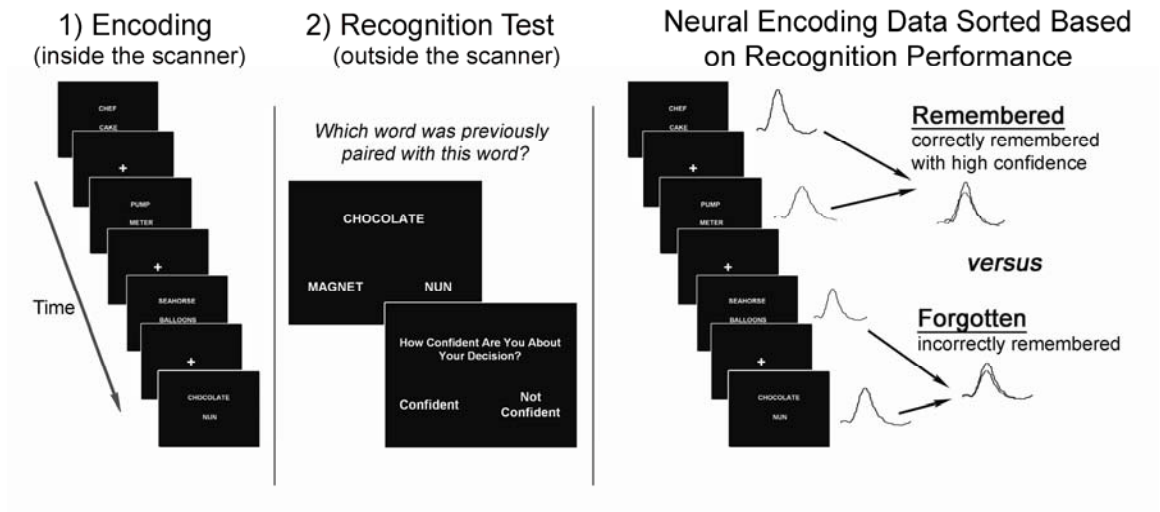 1) Encoding
(inside the scanner)
CHEF
CAKE
+
PUMP
METER
+
SEAHORSE
BALLOONS
+
CHOCOLATE
NUN
Time
2) Recognition Test
(outside the scanner)
Which word was previously
paired with this word?
CHOCOLATE
MAGNET NUN
How Confident Are You About
Your Decision?
Confident
Not
Confident
Neural Encoding Data Sorted Based
on Recognition Performance
CHEF
CAKE
+
PUMP
METER
+
SEAHORSE
BALLOONS
+
CHOCOLATE
NUN
Remembered
correctly remembered
with high confidence
versus
Forgotten
incorrectly remembered